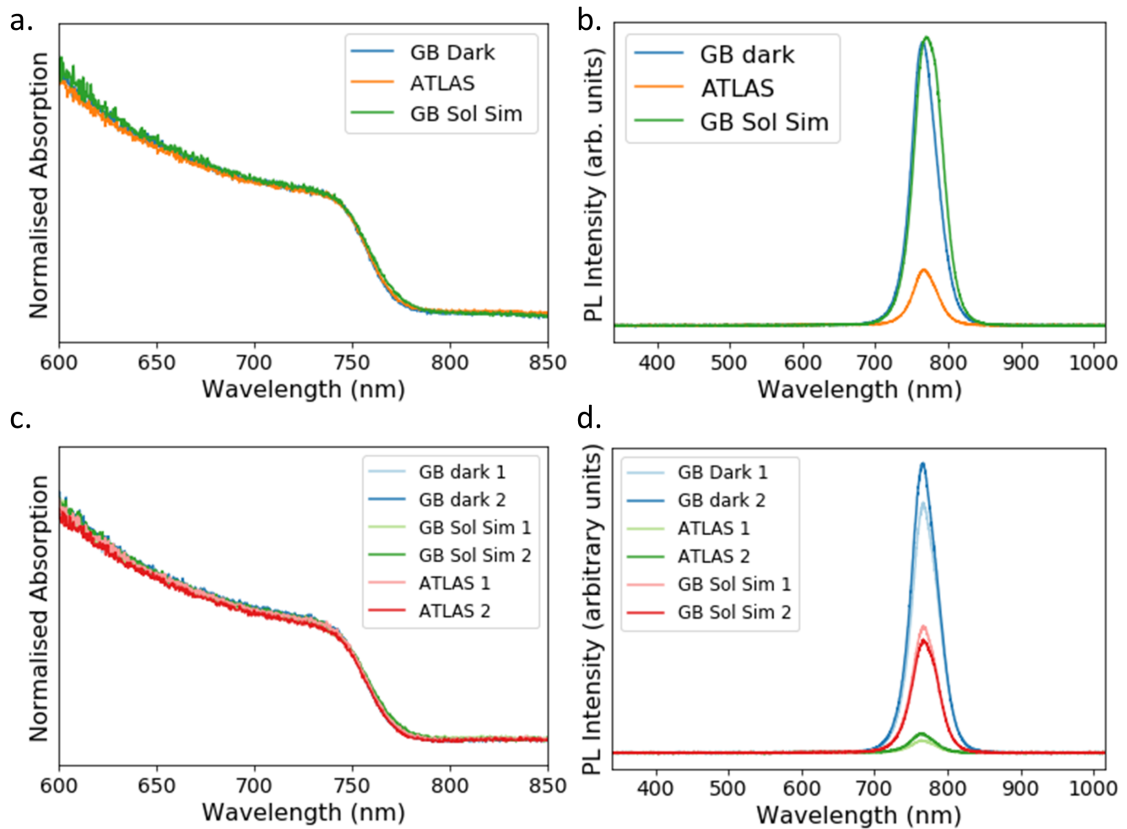 a.
Normalised Absorption
GB Dark
ATLAS
GB Sol Sim
600 650 700 750 800 850
Wavelength (nm)
b.
PL Intensity (arb. units)
GB dark
ATLAS
GB Sol Sim
400 500 600 700 800 900 1000
Wavelength (nm)
c.
Normalised Absorption
GB dark 1
GB dark 2
GB Sol Sim 1
GB Sol Sim 2
ATLAS 1
ATLAS 2
600 650 700 750 800 850
Wavelength (nm)
d.
PL Intensity (arbitrary units)
GB Dark 1
GB dark 2
ATLAS 1
ATLAS 2
GB Sol Sim 1
GB Sol Sim 2
400 500 600 700 800 900 1000
Wavelength (nm)